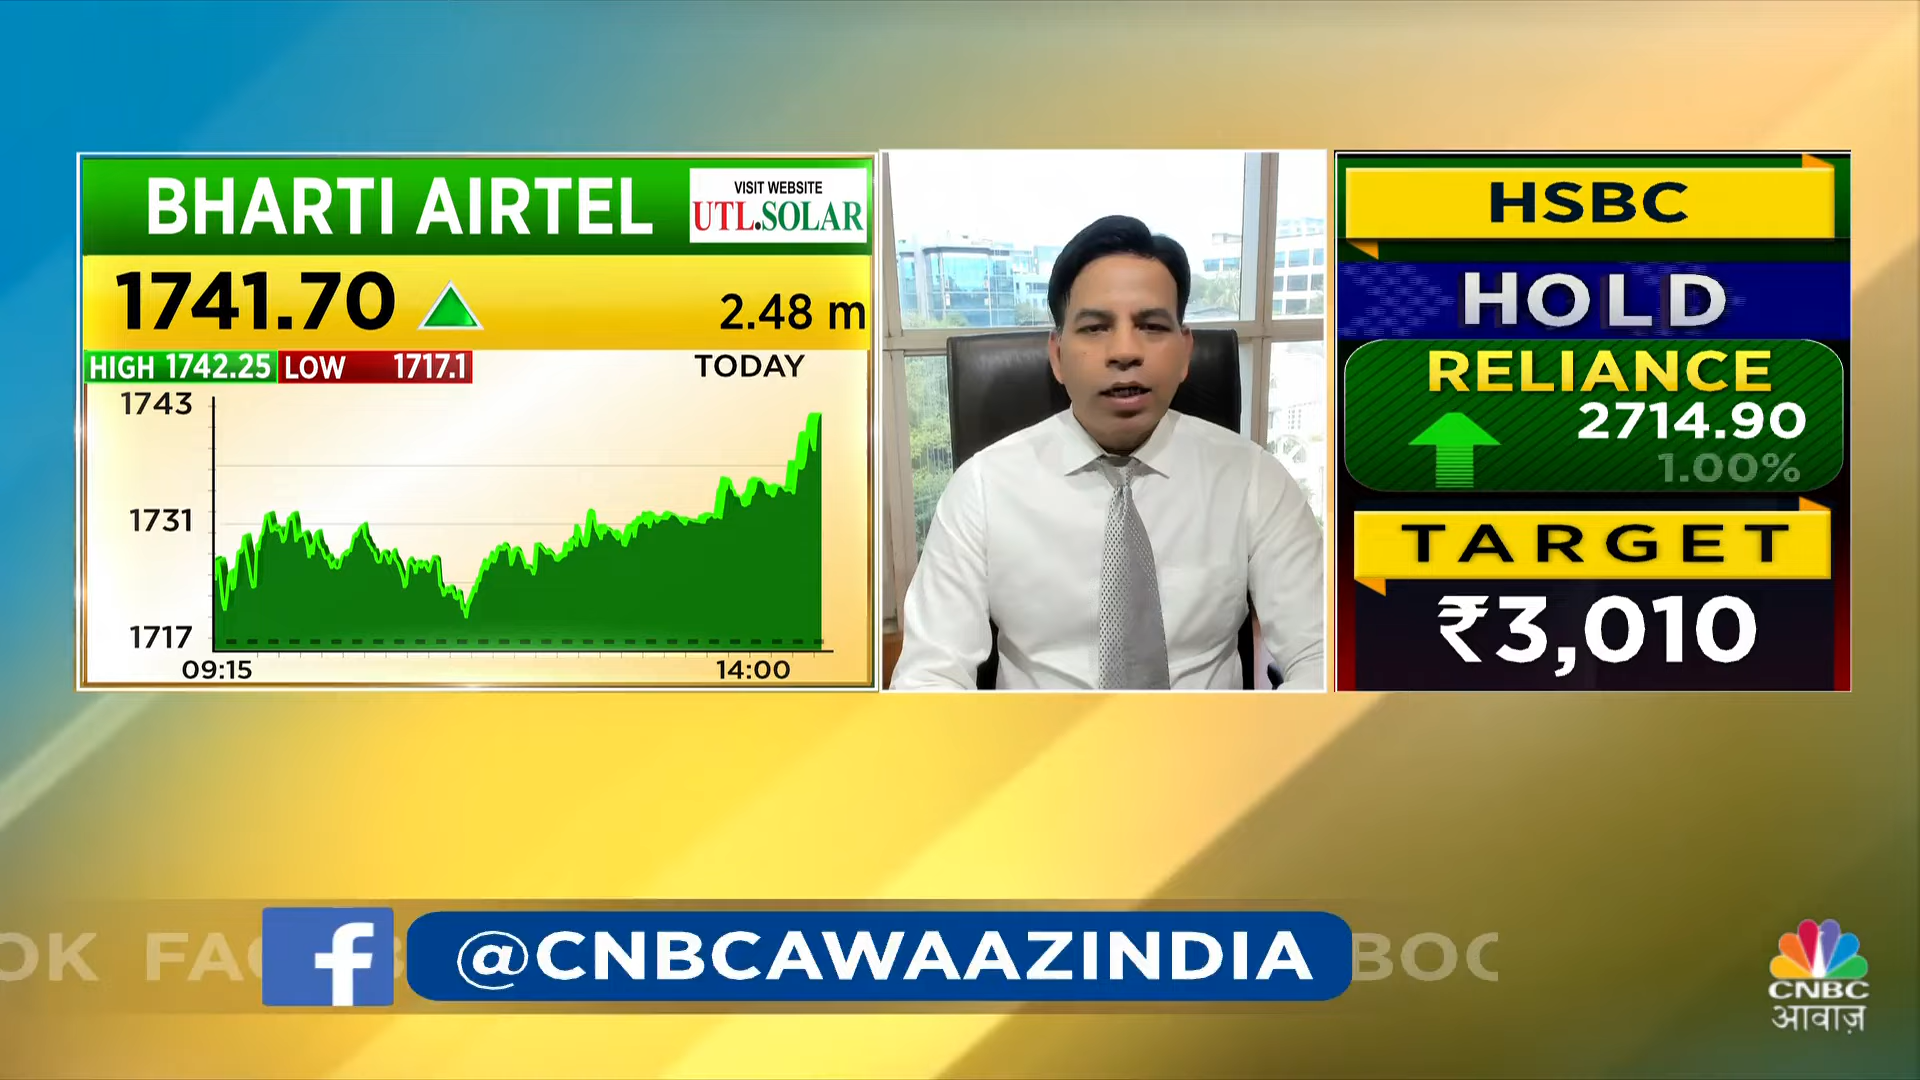 BHARTI AIRTEL
VISIT WEBSITE
UTL.SOLAR
1741.70
2.48 m
HIGH 1742.25 LOW 1717.1
TODAY
1743
1731
1717
09:15 14:00
HSBC
HOLD
RELIANCE
2714.90
1.00%
TARGET
₹3,010
@CNBCAWAAZINDIA
CNBC
आवाज़